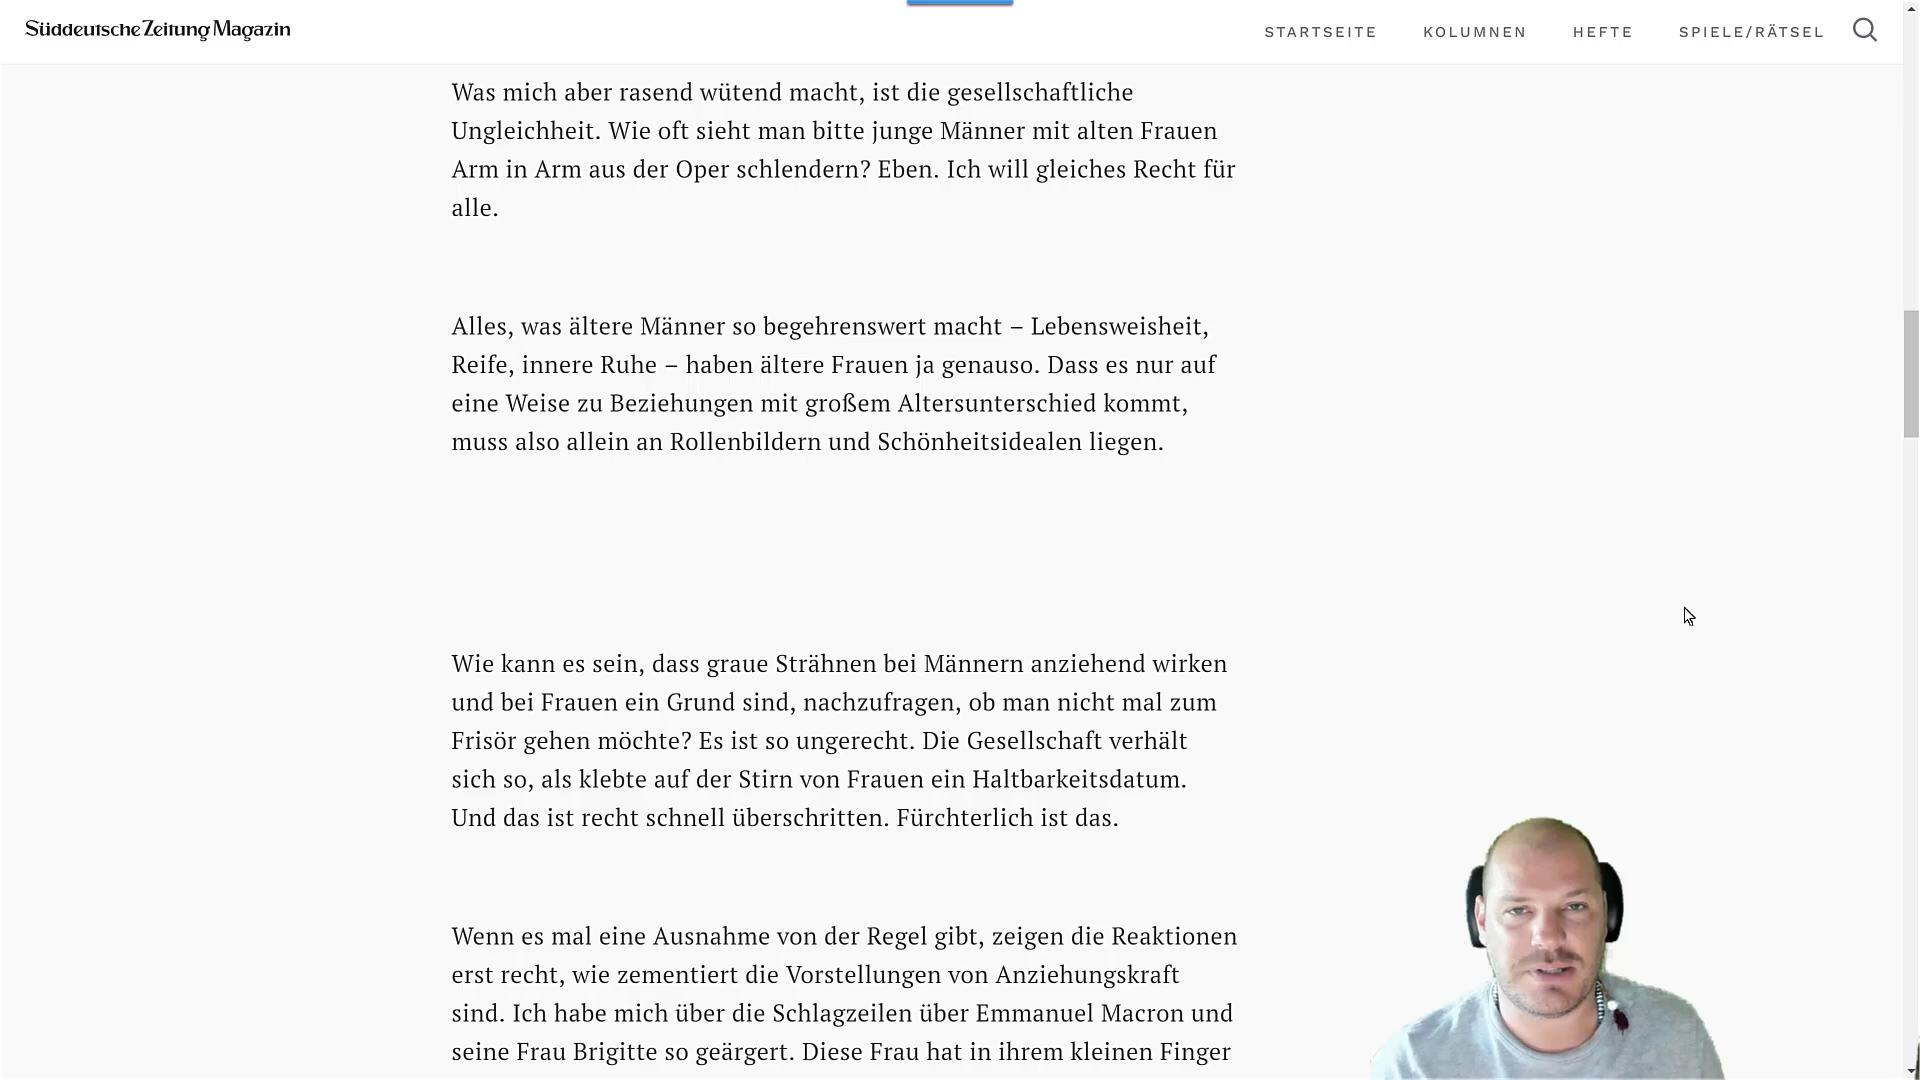 Süddeutsche Zeitung Magazin
STARTSEITE
KOLUMNEN
HEFTE
SPIELE/RÄTSEL
Was mich aber rasend wütend macht, ist die gesellschaftliche
Ungleichheit. Wie oft sieht man bitte junge Männer mit alten Frauen
Arm in Arm aus der Oper schlendern? Eben. Ich will gleiches Recht für
alle.
Alles, was ältere Männer so begehrenswert macht – Lebensweisheit,
Reife, innere Ruhe – haben ältere Frauen ja genauso. Dass es nur auf
eine Weise zu Beziehungen mit großem Altersunterschied kommt,
muss also allein an Rollenbildern und Schönheitsidealen liegen.
Wie kann es sein, dass graue Strähnen bei Männern anziehend wirken
und bei Frauen ein Grund sind, nachzufragen, ob man nicht mal zum
Frisör gehen möchte? Es ist so ungerecht. Die Gesellschaft verhält
sich so, als klebte auf der Stirn von Frauen ein Haltbarkeitsdatum.
Und das ist recht schnell überschritten. Fürchterlich ist das.
Wenn es mal eine Ausnahme von der Regel gibt, zeigen die Reaktionen
erst recht, wie zementiert die Vorstellungen von Anziehungskraft
sind. Ich habe mich über die Schlagzeilen über Emmanuel Macron und
seine Frau Brigitte so geärgert. Diese Frau hat in ihrem kleinen Finger